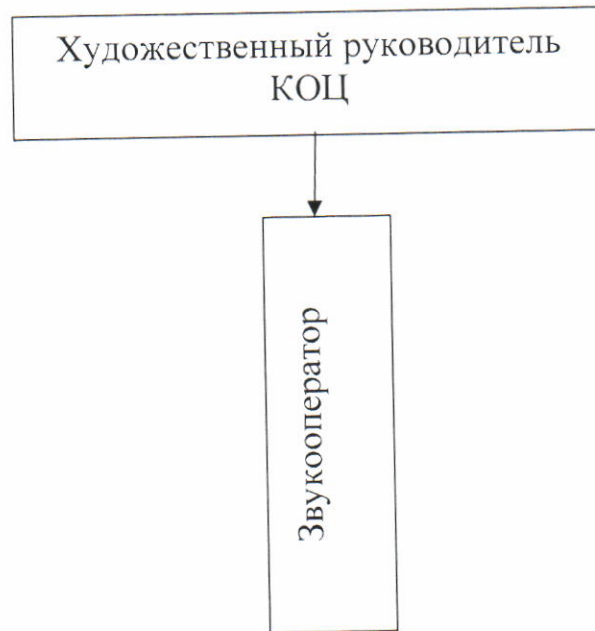 Художественный руководитель
КОЦ
Звукооператор